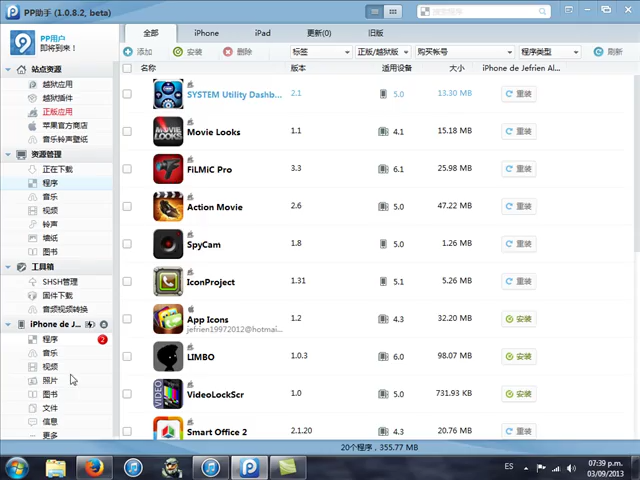 PP助手 (1.0.8.2, beta)
搜索软件
PP用户
即将到来！
全部
iPhone
iPad
更新(0)
旧版
添加
安装
删除
标签
正版/越狱版
购买帐号
程序类型
刷新
名称
版本
适用设备
大小
iPhone de Jefrien Al...
站点资源
越狱应用
越狱插件
正版应用
苹果官方商店
音乐铃声壁纸
资源管理
正在下载
程序
音乐
视频
铃声
墙纸
图书
工具箱
SHSH管理
固件下载
音频视频转换
iPhone de J...
程序
2
音乐
视频
照片
图书
文件
信息
更多
SYSTEM Utility Dashb...
2.1
5.0
13.30 MB
重装
Movie Looks
1.1
4.1
15.18 MB
重装
FiLMiC Pro
3.3
6.1
25.98 MB
重装
Action Movie
2.6
5.0
47.22 MB
重装
SpyCam
1.8
5.0
1.26 MB
重装
IconProject
1.31
5.1
5.26 MB
重装
App Icons
jefrien19972012@hotmai...
1.2
4.3
32.20 MB
安装
LIMBO
1.0.3
6.0
98.07 MB
安装
VideoLockScr
1.0
5.0
731.93 KB
安装
Smart Office 2
2.1.20
4.3
20.76 MB
重装
20个程序，355.77 MB
ES
07:39 p.m.
03/09/2013